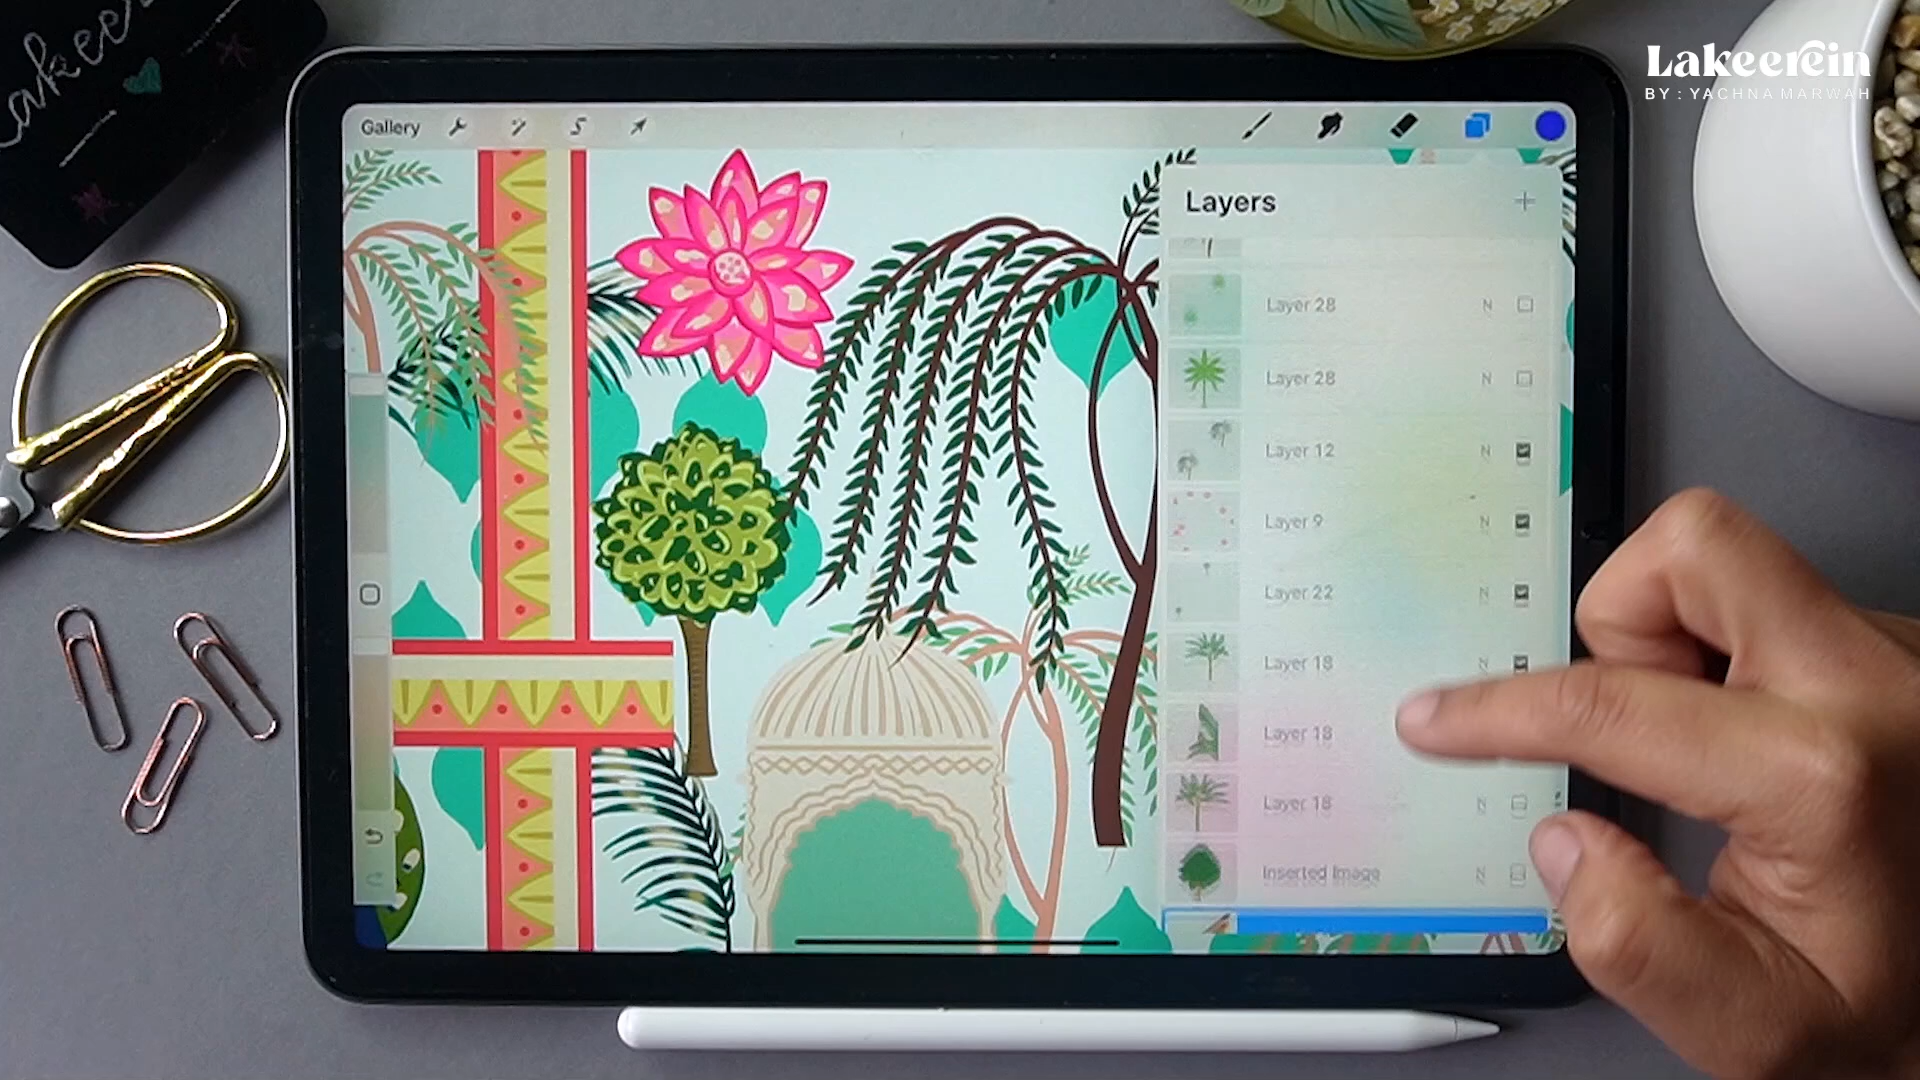 Lakeerein
BY : YACHNA MARWAH
Gallery
Layers
Layer 28 N
Layer 28 N
Layer 12 N
Layer 9 N
Layer 22 N
Layer 18 N
Layer 18
Layer 18 N
Inserted Image N